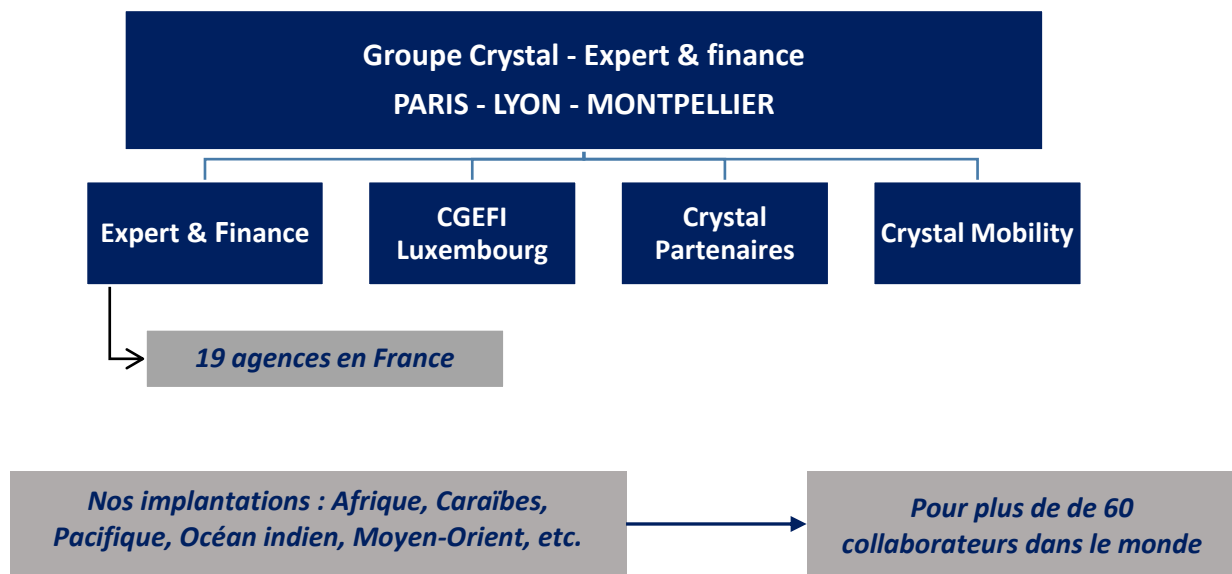 Groupe Crystal - Expert & finance
PARIS - LYON - MONTPELLIER
Expert & Finance
CGEFI
Luxembourg
Crystal
Partenaires
Crystal Mobility
19 agences en France
Nos implantations : Afrique, Caraïbes,
Pacifique, Océan indien, Moyen-Orient, etc.
Pour plus de de 60
collaborateurs dans le monde